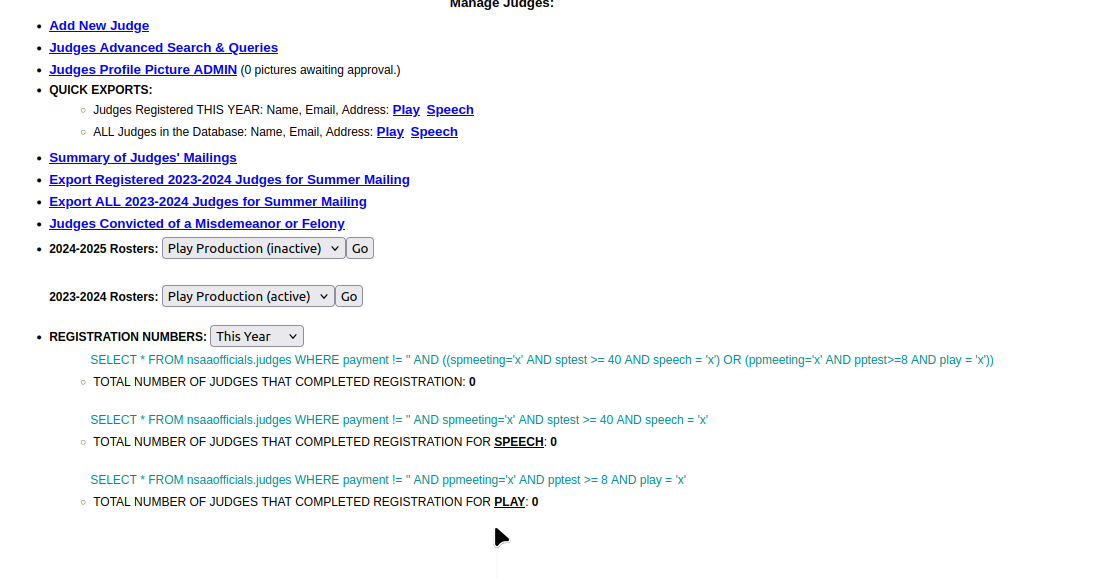 Manage Judges:
Add New Judge
Judges Advanced Search & Queries
Judges Profile Picture ADMIN (0 pictures awaiting approval.)
QUICK EXPORTS:
Judges Registered THIS YEAR: Name, Email, Address: Play Speech
ALL Judges in the Database: Name, Email, Address: Play Speech
Summary of Judges' Mailings
Export Registered 2023-2024 Judges for Summer Mailing
Export ALL 2023-2024 Judges for Summer Mailing
Judges Convicted of a Misdemeanor or Felony
2024-2025 Rosters: Play Production (inactive) Go
2023-2024 Rosters: Play Production (active) Go
REGISTRATION NUMBERS: This Year
SELECT * FROM nsaaofficials.judges WHERE payment != '' AND ((spmeeting='x' AND sptest >= 40 AND speech = 'x') OR (ppmeeting='x' AND pptest>=8 AND play = 'x'))
TOTAL NUMBER OF JUDGES THAT COMPLETED REGISTRATION: 0
SELECT * FROM nsaaofficials.judges WHERE payment != '' AND spmeeting='x' AND sptest >= 40 AND speech = 'x'
TOTAL NUMBER OF JUDGES THAT COMPLETED REGISTRATION FOR SPEECH: 0
SELECT * FROM nsaaofficials.judges WHERE payment != '' AND ppmeeting='x' AND pptest >= 8 AND play = 'x'
TOTAL NUMBER OF JUDGES THAT COMPLETED REGISTRATION FOR PLAY: 0